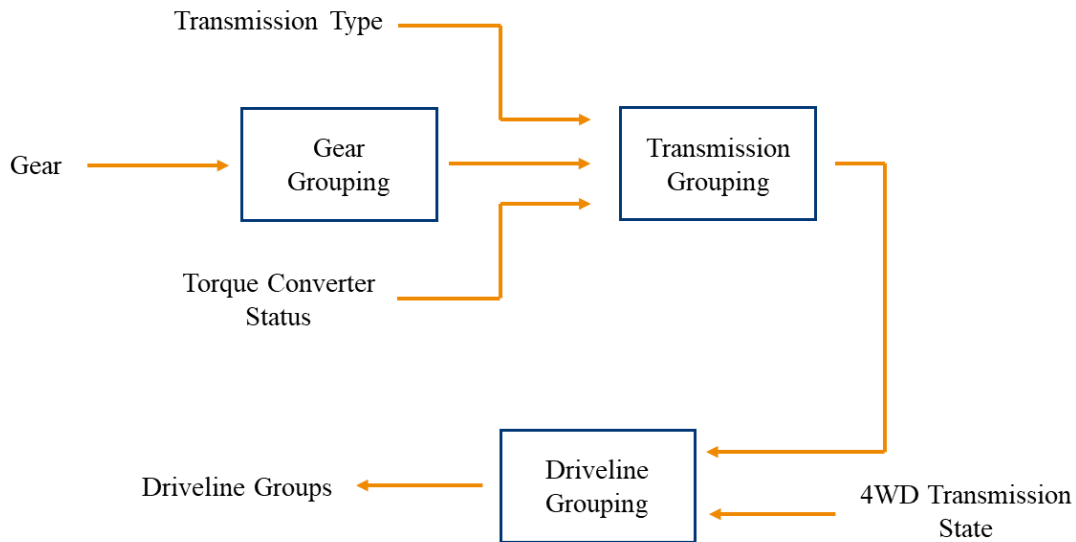 Transmission Type
Gear
Gear
Grouping
Transmission
Grouping
Torque Converter
Status
Driveline Groups
Driveline
Grouping
4WD Transmission
State